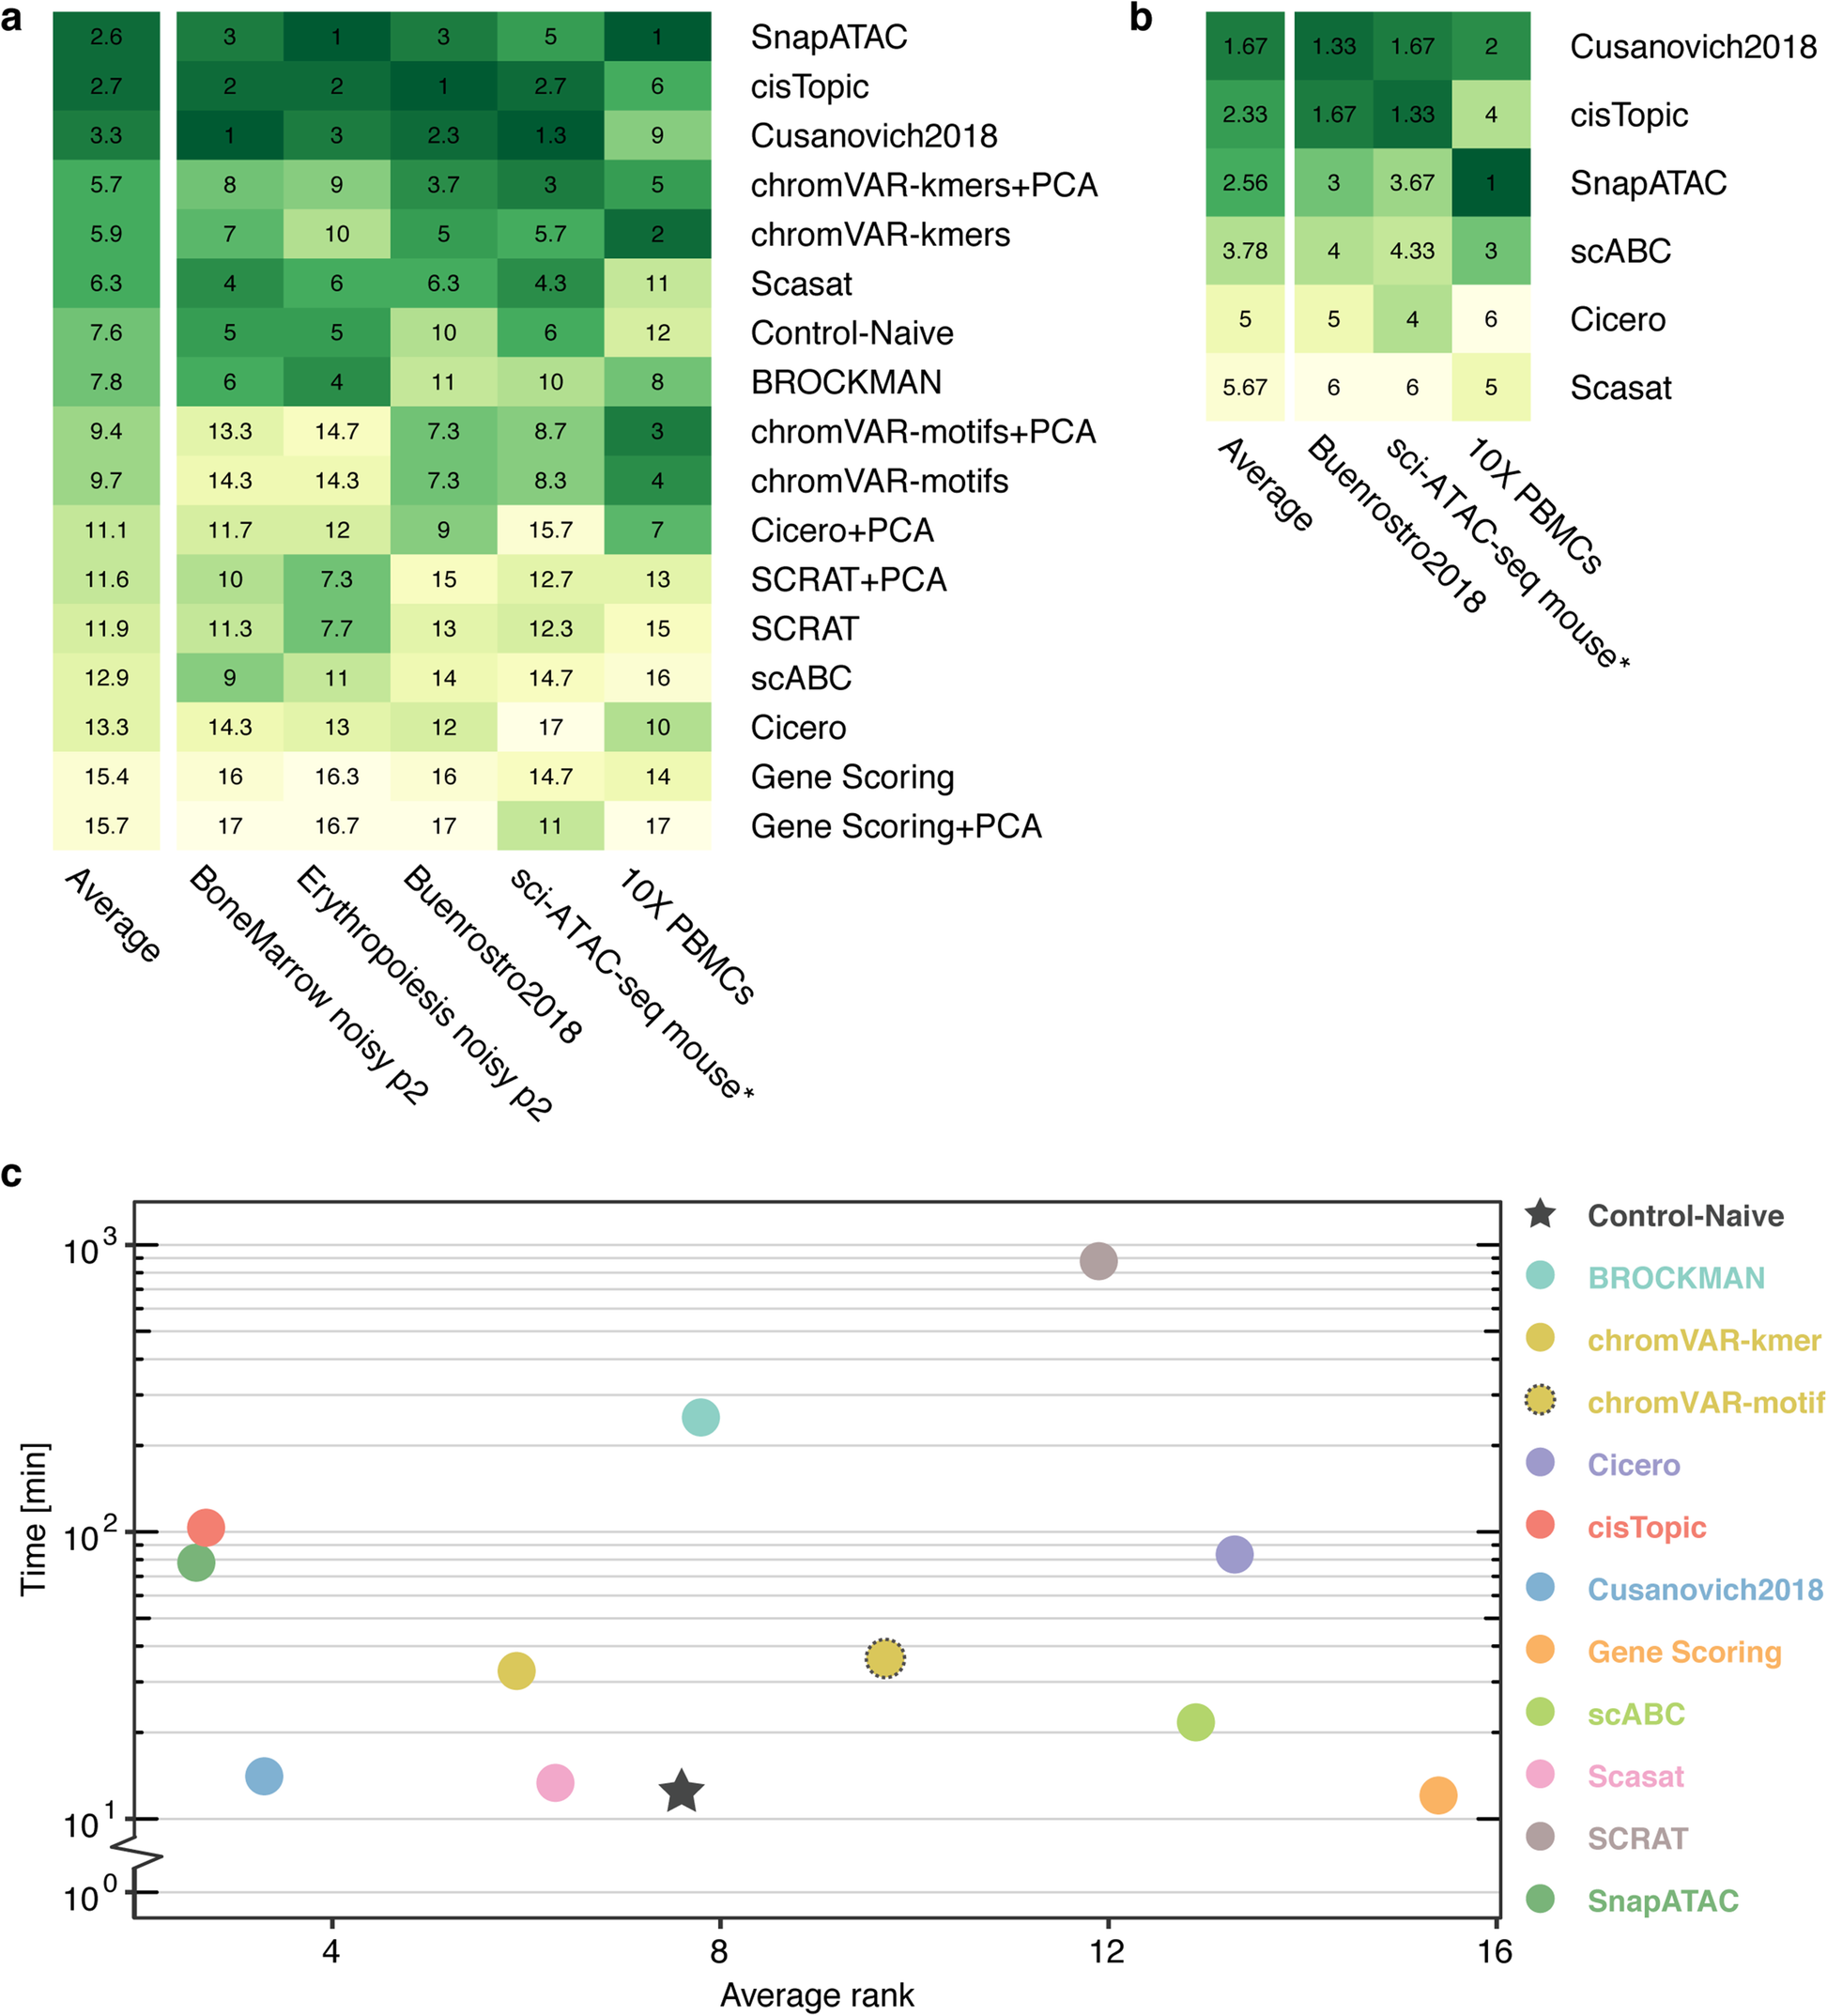 a
2.6 3 1 3 5 1 SnapATAC
2.7 2 2 1 2.7 6 cisTopic
3.3 1 3 2.3 1.3 9 Cusanovich2018
5.7 8 9 3.7 3 5 chromVAR-kmers+PCA
5.9 7 10 5 5.7 2 chromVAR-kmers
6.3 4 6 6.3 4.3 11 Scasat
7.6 5 5 10 6 12 Control-Naive
7.8 6 4 11 10 8 BROCKMAN
9.4 13.3 14.7 7.3 8.7 3 chromVAR-motifs+PCA
9.7 14.3 14.3 7.3 8.3 4 chromVAR-motifs
11.1 11.7 12 9 15.7 7 Cicero+PCA
11.6 10 7.3 15 12.7 13 SCRAT+PCA
11.9 11.3 7.7 13 12.3 15 SCRAT
12.9 9 11 14 14.7 16 scABC
13.3 14.3 13 12 17 10 Cicero
15.4 16 16.3 16 14.7 14 Gene Scoring
15.7 17 16.7 17 11 17 Gene Scoring+PCA
Average
BoneMarrow noisy p2
Erythropoiesis noisy p2
Buenrostro2018
sci-ATAC-seq mouse*
10X PBMCs
b
1.67 1.33 1.67 2 Cusanovich2018
2.33 1.67 1.33 4 cisTopic
2.56 3 3.67 1 SnapATAC
3.78 4 4.33 3 scABC
5 5 4 6 Cicero
5.67 6 6 5 Scasat
Average
Buenrostro2018
sci-ATAC-seq mouse*
10X PBMCs
c
Time [min]
10³
10²
10¹
10⁰
4 8 12 16
Average rank
Control-Naive
BROCKMAN
chromVAR-kmer
chromVAR-motif
Cicero
cisTopic
Cusanovich2018
Gene Scoring
scABC
Scasat
SCRAT
SnapATAC